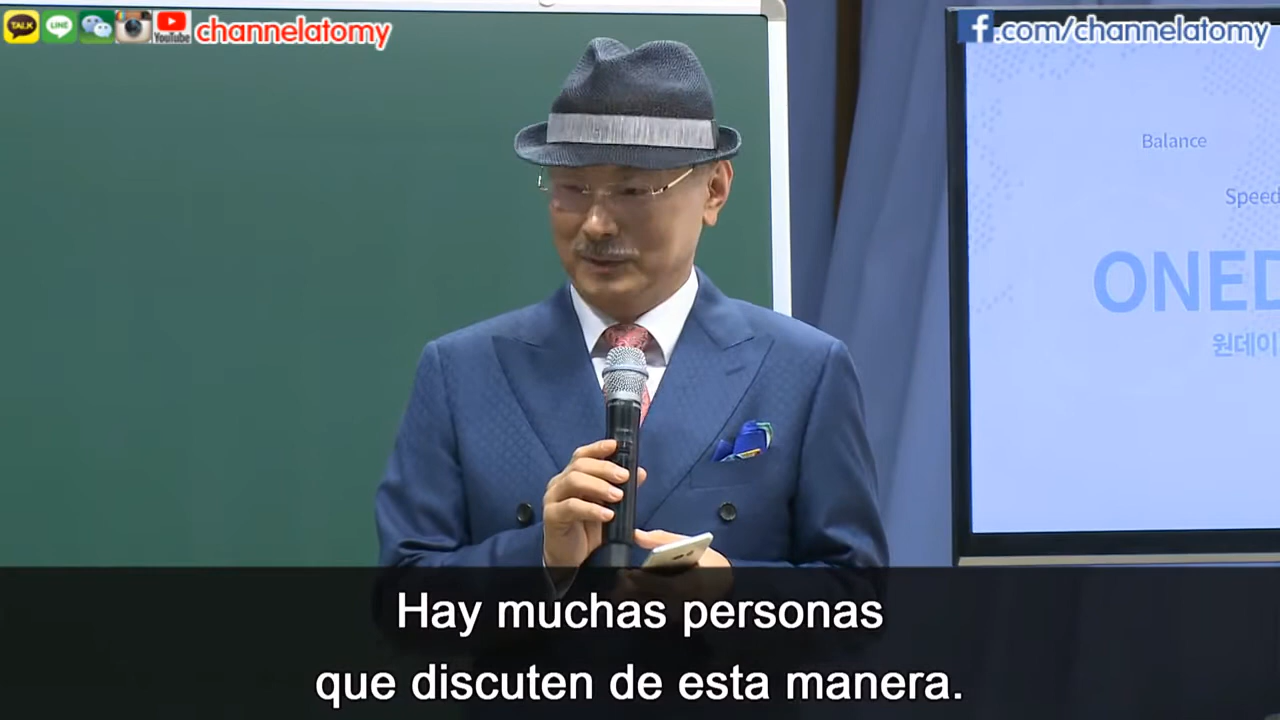 TALK
LINE
YouTube
channelatomy
f.com/channelatomy
Balance
Speed
ONED
원데이
Hay muchas personas
que discuten de esta manera.